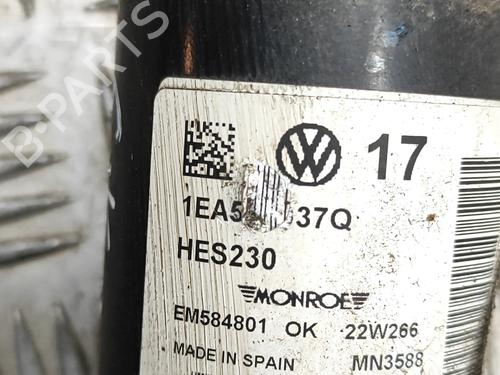 B-PARTS
17
HES230
MONROE
EM584801 OK 22W266
MADE IN SPAIN MN3588